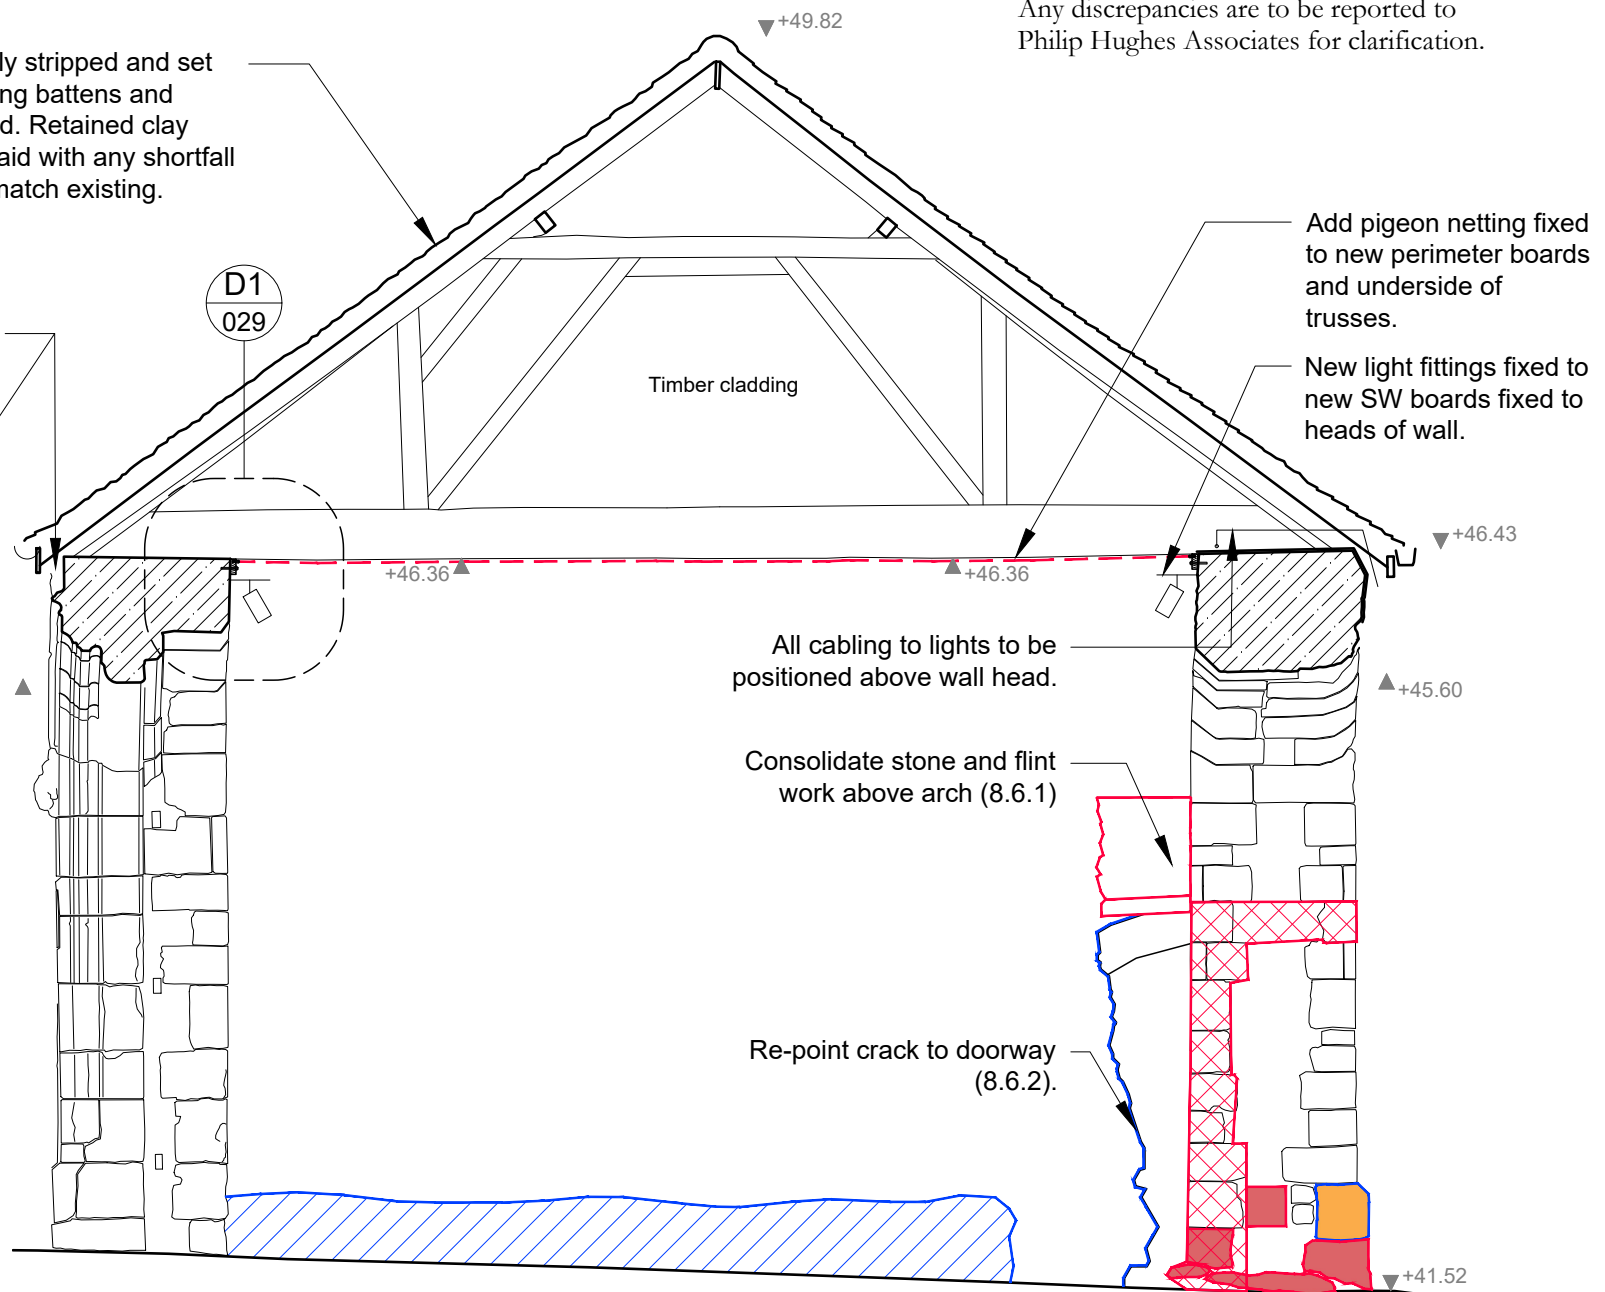 Any discrepancies are to be reported to
Philip Hughes Associates for clarification.
+49.82
ly stripped and set
ng battens and
d. Retained clay
aid with any shortfall
match existing.
D1
029
Timber cladding
Add pigeon netting fixed
to new perimeter boards
and underside of
trusses.
New light fittings fixed to
new SW boards fixed to
heads of wall.
+46.43
+46.36
+46.36
All cabling to lights to be
positioned above wall head.
+45.60
Consolidate stone and flint
work above arch (8.6.1)
Re-point crack to doorway
(8.6.2).
+41.52